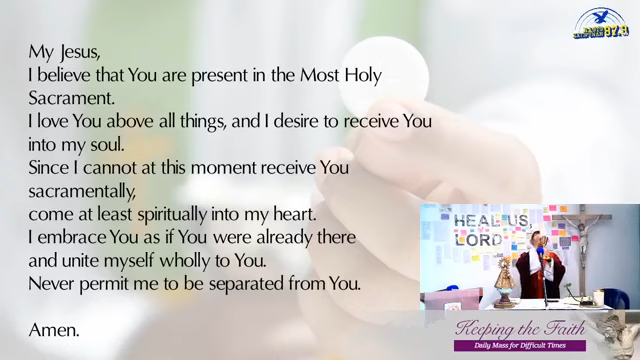 My Jesus,
I believe that You are present in the Most Holy
Sacrament.
I love You above all things, and I desire to receive You
into my soul.
Since I cannot at this moment receive You
sacramentally,
come at least spiritually into my heart.
I embrace You as if You were already there
and unite myself wholly to You.
Never permit me to be separated from You.
Amen.
97.9
HEAL US,
LORD
Keeping the Faith
Daily Mass for Difficult Times